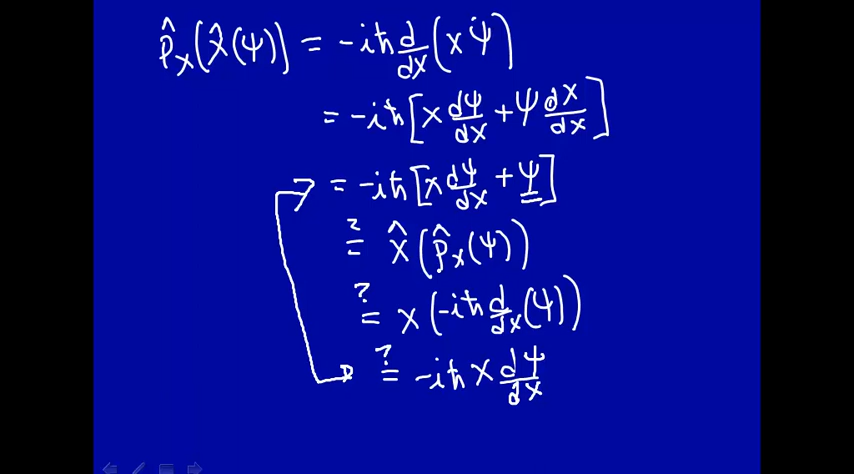 p̂ₓ(x̂(ψ)) = -iħ d/dx (xψ)
= -iħ[x dψ/dx + ψ dx/dx]
= -iħ[x dψ/dx + ψ]
≟ x̂(p̂ₓ(ψ))
≟ x(-iħ d/dx (ψ))
≟ -iħ x dψ/dx